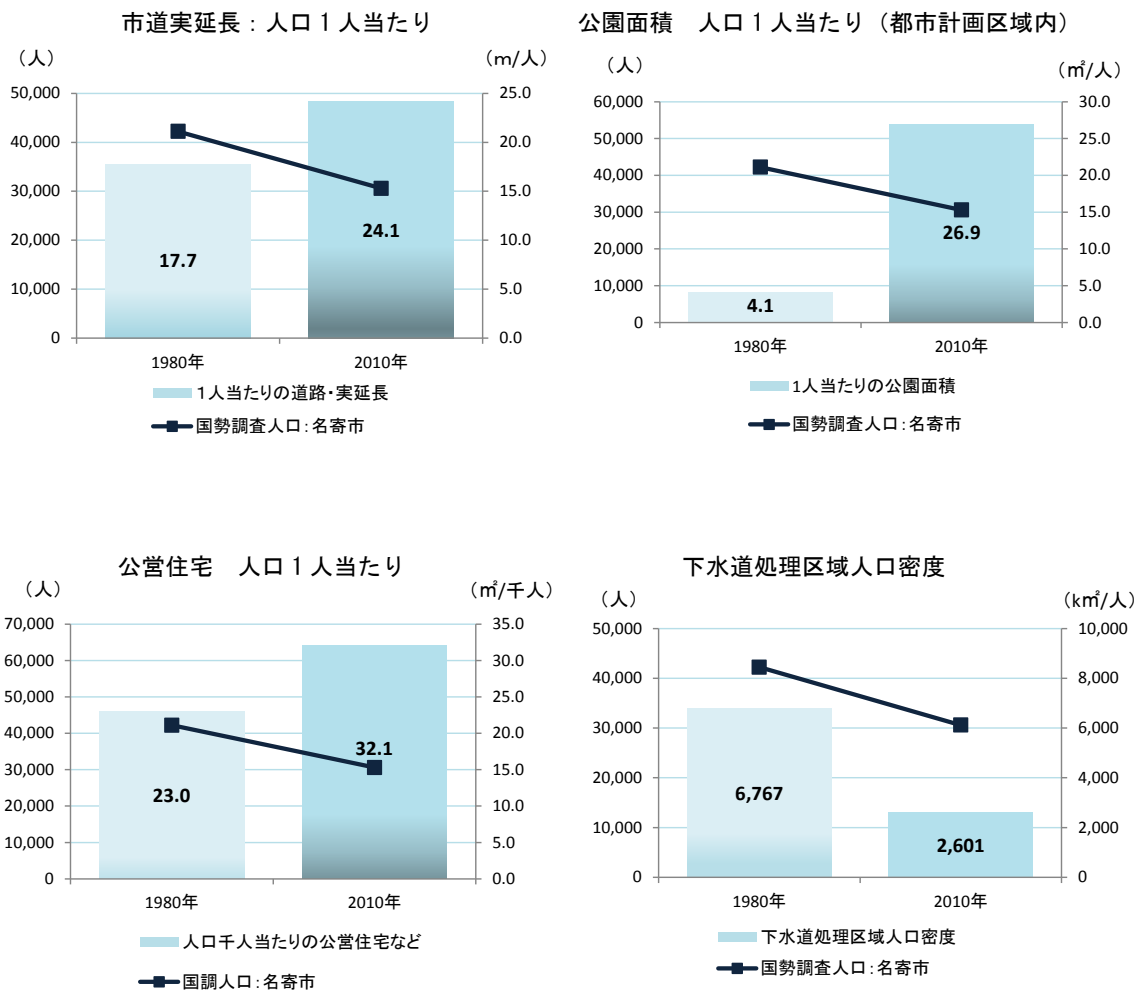 市道実延長：人口１人当たり
（人）
（m/人）
50,000
40,000
30,000
20,000
10,000
0
25.0
20.0
15.0
10.0
5.0
0.0
17.7
24.1
1980年
2010年
１人当たりの道路・実延長
国勢調査人口：名寄市
公園面積　人口１人当たり（都市計画区域内）
（人）
（㎡/人）
60,000
50,000
40,000
30,000
20,000
10,000
0
30.0
25.0
20.0
15.0
10.0
5.0
0.0
4.1
26.9
1980年
2010年
1人当たりの公園面積
国勢調査人口：名寄市
公営住宅　人口１人当たり
（人）
（㎡/千人）
70,000
60,000
50,000
40,000
30,000
20,000
10,000
0
35.0
30.0
25.0
20.0
15.0
10.0
5.0
0.0
23.0
32.1
1980年
2010年
人口千人当たりの公営住宅など
国調人口：名寄市
下水道処理区域人口密度
（人）
（k㎡/人）
50,000
40,000
30,000
20,000
10,000
0
10,000
8,000
6,000
4,000
2,000
0
6,767
2,601
1980年
2010年
下水道処理区域人口密度
国勢調査人口：名寄市